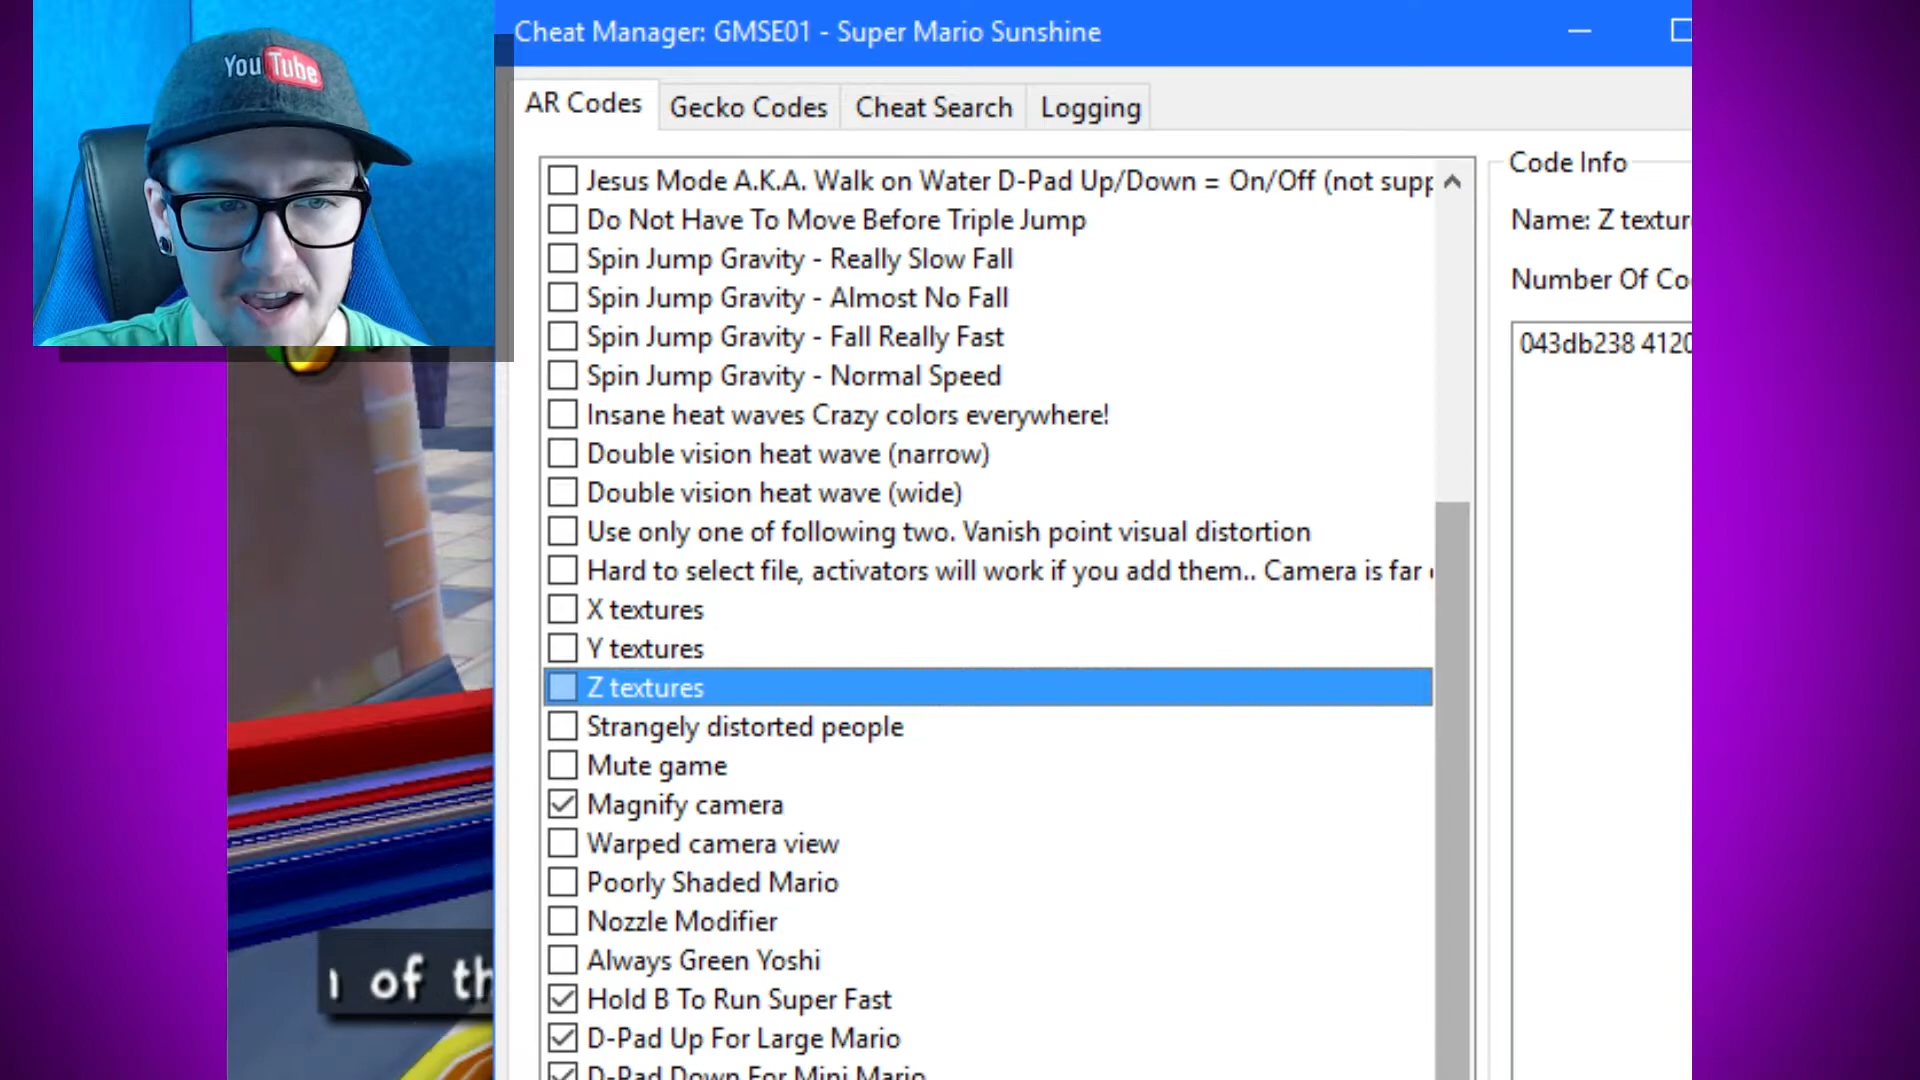 YouTube
Cheat Manager: GMSE01 - Super Mario Sunshine
AR Codes
Gecko Codes
Cheat Search
Logging
Jesus Mode A.K.A. Walk on Water D-Pad Up/Down = On/Off (not supp
Do Not Have To Move Before Triple Jump
Spin Jump Gravity - Really Slow Fall
Spin Jump Gravity - Almost No Fall
Spin Jump Gravity - Fall Really Fast
Spin Jump Gravity - Normal Speed
Insane heat waves Crazy colors everywhere!
Double vision heat wave (narrow)
Double vision heat wave (wide)
Use only one of following two. Vanish point visual distortion
Hard to select file, activators will work if you add them.. Camera is far
X textures
Y textures
Z textures
Strangely distorted people
Mute game
Magnify camera
Warped camera view
Poorly Shaded Mario
Nozzle Modifier
Always Green Yoshi
Hold B To Run Super Fast
D-Pad Up For Large Mario
D-Pad Down For Mini Mario
Code Info
Name: Z textur
Number Of Co
043db238 4120
of th